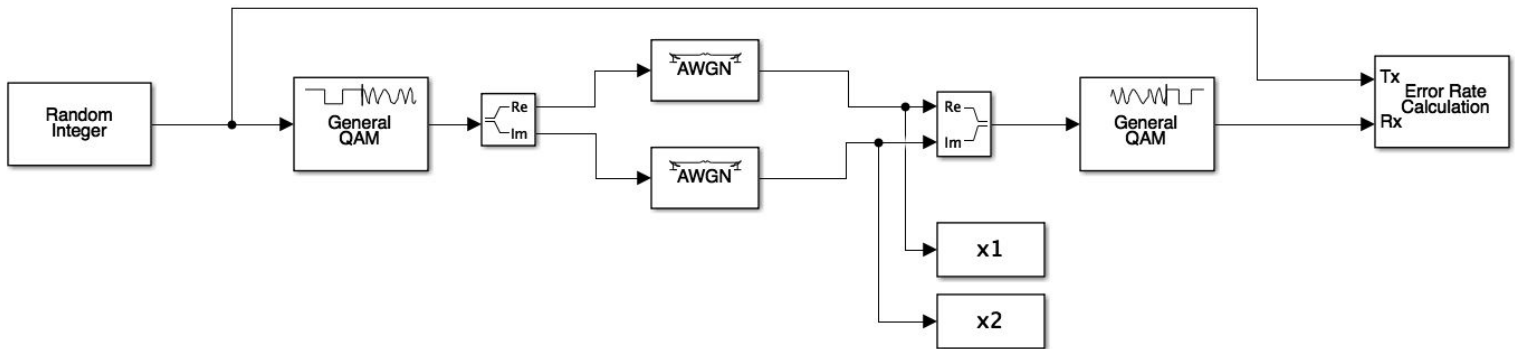 Random
Integer
General
QAM
Re
Im
AWGN
AWGN
Re
Im
General
QAM
Tx
Rx
Error Rate
Calculation
x1
x2